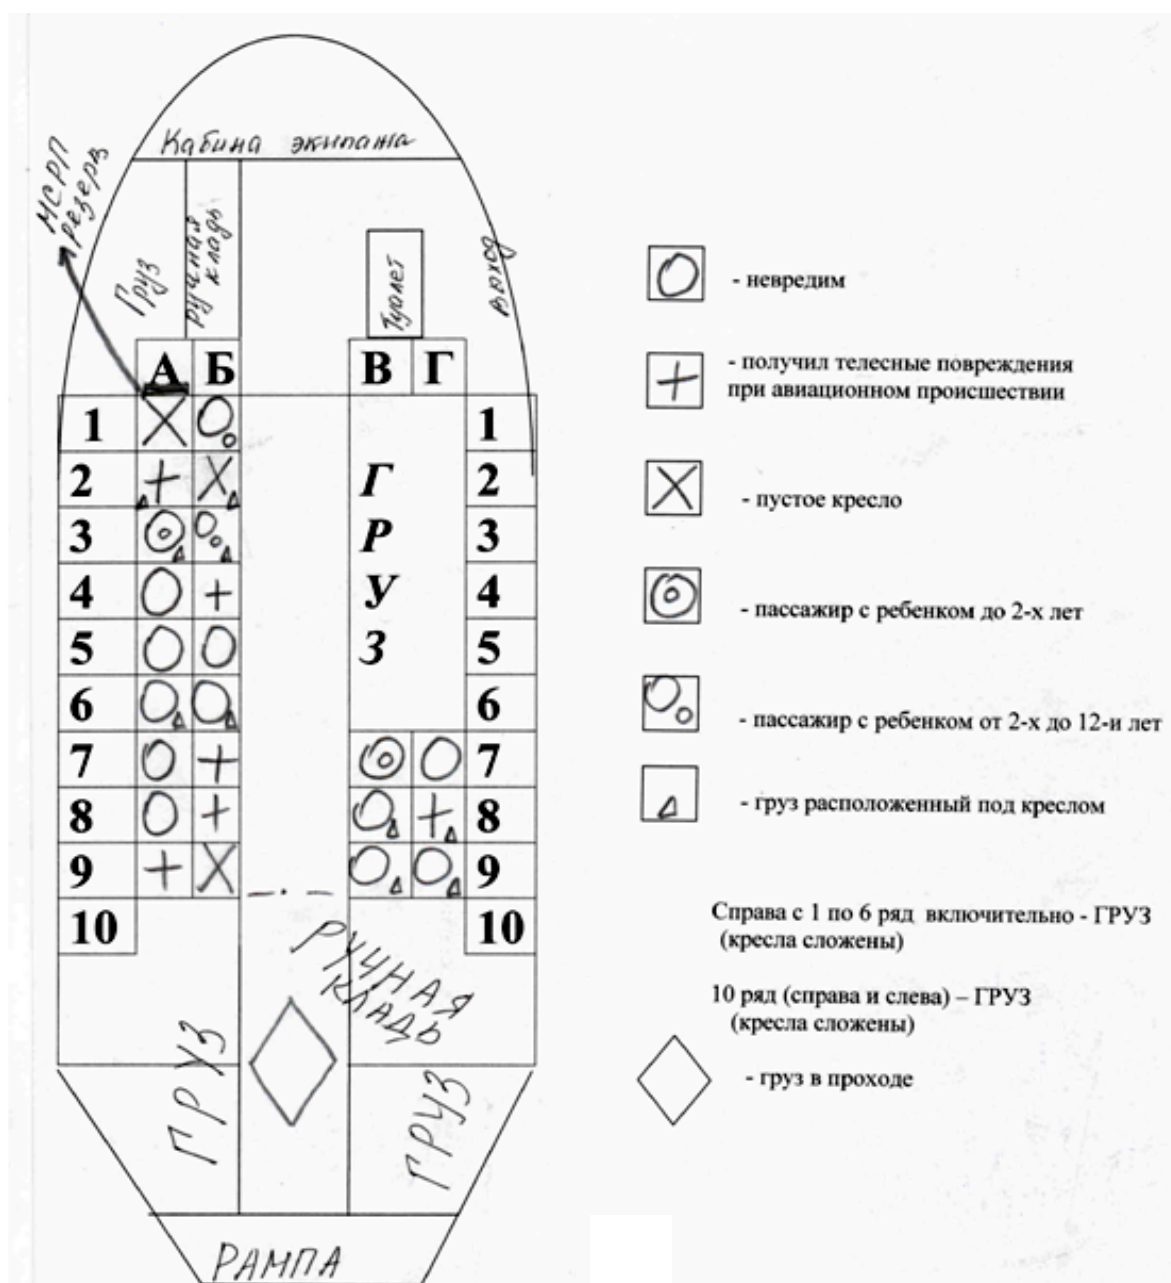 Кабина экипажа
МСРП
резерв
Груз
ручная
кладь
Туалет
выход
А Б В Г
1 1
2 Г 2
3 Р 3
4 У 4
5 З 5
6 6
7 7
8 8
9 9
10 10
РУЧНАЯ
КЛАДЬ
ГРУЗ
ГРУЗ
РАМПА
- невредим
- получил телесные повреждения
при авиационном происшествии
- пустое кресло
- пассажир с ребенком до 2-х лет
- пассажир с ребенком от 2-х до 12-и лет
- груз расположенный под креслом
Справа с 1 по 6 ряд включительно - ГРУЗ
(кресла сложены)
10 ряд (справа и слева) – ГРУЗ
(кресла сложены)
- груз в проходе